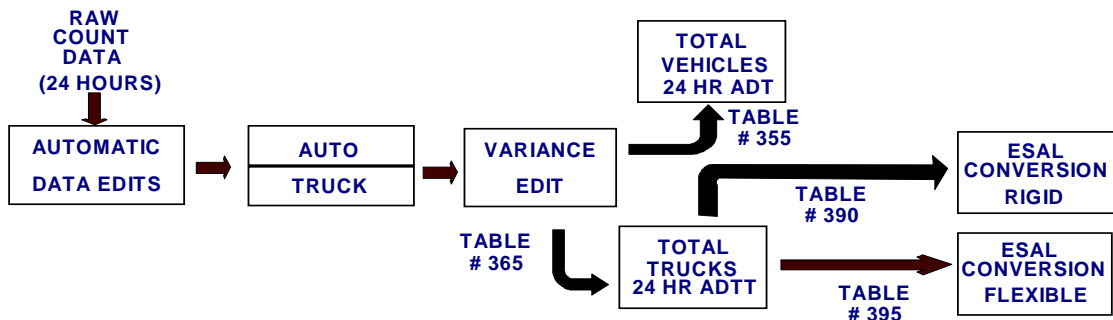 RAW
COUNT
DATA
(24 HOURS)
AUTOMATIC
DATA EDITS
AUTO
TRUCK
VARIANCE
EDIT
TOTAL
VEHICLES
24 HR ADT
TABLE
# 355
TABLE
# 365
TOTAL
TRUCKS
24 HR ADTT
TABLE
# 390
ESAL
CONVERSION
RIGID
TABLE
# 395
ESAL
CONVERSION
FLEXIBLE